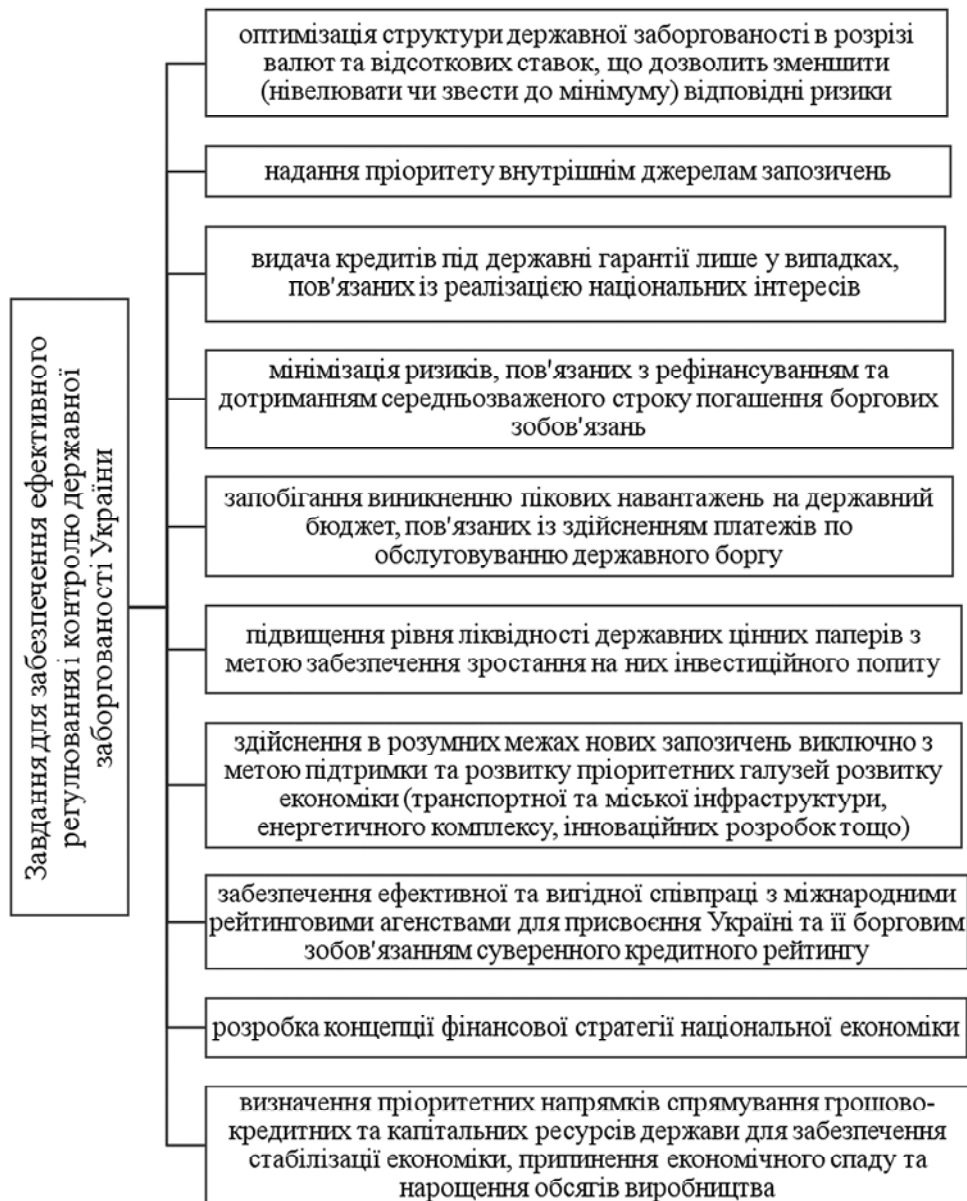 Завдання для забезпечення ефективного
регулювання і контролю державної
заборгованості України
оптимізація структури державної заборгованості в розрізі
валют та відсоткових ставок, що дозволить зменшити
(нівелювати чи звести до мінімуму) відповідні ризики
надання пріоритету внутрішнім джерелам запозичень
видача кредитів під державні гарантії лише у випадках,
пов'язаних із реалізацією національних інтересів
мінімізація ризиків, пов'язаних з рефінансуванням та
дотриманням середньозваженого строку погашення боргових
зобов'язань
запобігання виникненню пікових навантажень на державний
бюджет, пов'язаних із здійсненням платежів по
обслуговуванню державного боргу
підвищення рівня ліквідності державних цінних паперів з
метою забезпечення зростання на них інвестиційного попиту
здійснення в розумних межах нових запозичень виключно з
метою підтримки та розвитку пріоритетних галузей розвитку
економіки (транспортної та міської інфраструктури,
енергетичного комплексу, інноваційних розробок тощо)
забезпечення ефективної та вигідної співпраці з міжнародними
рейтинговими агенствами для присвоєння Україні та її борговим
зобов'язанням суверенного кредитного рейтингу
розробка концепції фінансової стратегії національної економіки
визначення пріоритетних напрямків спрямування грошово-
кредитних та капітальних ресурсів держави для забезпечення
стабілізації економіки, припинення економічного спаду та
нарощення обсягів виробництва